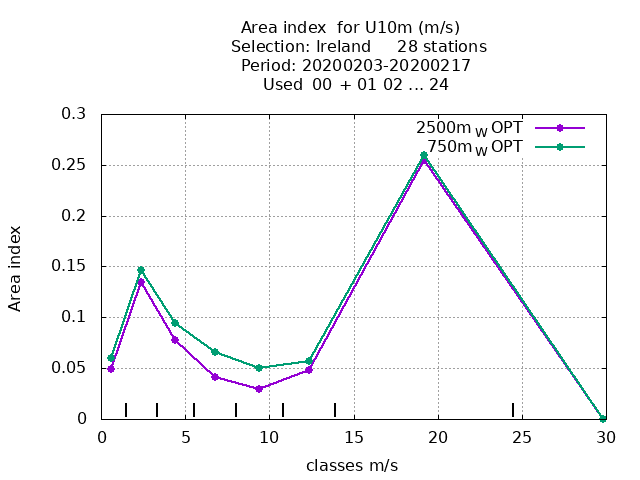 Area index  for U10m (m/s)
Selection: Ireland     28 stations
Period: 20200203-20200217
Used  00 + 01 02 ... 24
0.3
0.25
0.2
0.15
0.1
0.05
0
Area index
2500m W OPT
750m W OPT
0 5 10 15 20 25 30
classes m/s